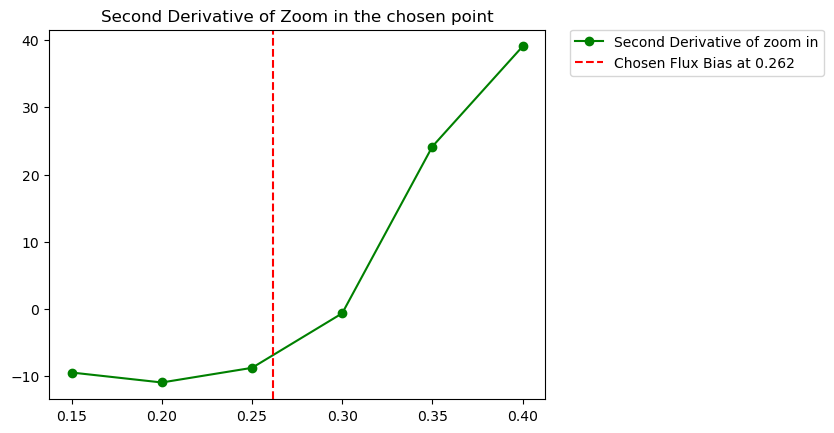 Second Derivative of Zoom in the chosen point
Second Derivative of zoom in
Chosen Flux Bias at 0.262
40
30
20
10
0
−10
0.15 0.20 0.25 0.30 0.35 0.40